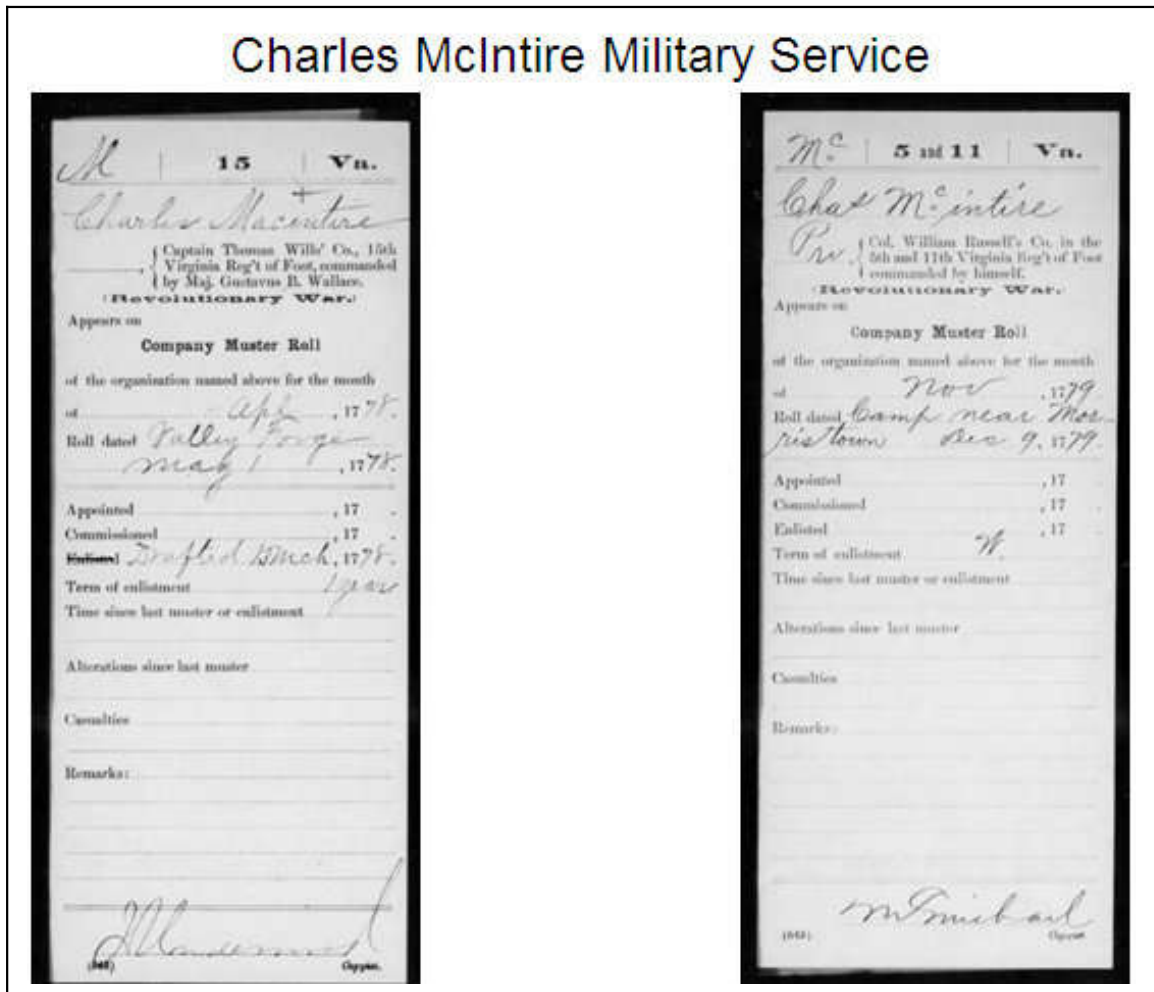 Charles McIntire Military Service
M | 15 | Va.
Charles Macintire
Captain Thomas Wills' Co., 15th
Virginia Reg't of Foot, commanded
by Maj. Gustavus B. Wallace.
(Revolutionary War.)
Appears on
Company Muster Roll
of the organization named above for the month
of Apl, 1778.
Roll dated Valley Forge
May 1, 1778.
Appointed , 17 .
Commissioned , 17 .
Enlisted Drafted Mch, 1778.
Term of enlistment 1 year
Time since last muster or enlistment
Alterations since last muster
Casualties
Remarks:
(543) Copyist.
Mc | 5 and 11 | Va.
Chas McIntire
Prv, Col. William Russell's Co. in the
5th and 11th Virginia Reg't of Foot
commanded by himself.
(Revolutionary War.)
Appears on
Company Muster Roll
of the organization named above for the month
of Nov, 1779
Roll dated Camp near Mor-
ristown Dec 9, 1779.
Appointed , 17 .
Commissioned , 17 .
Enlisted , 17 .
Term of enlistment W.
Time since last muster or enlistment
Alterations since last muster
Casualties
Remarks:
(543) Copyist.